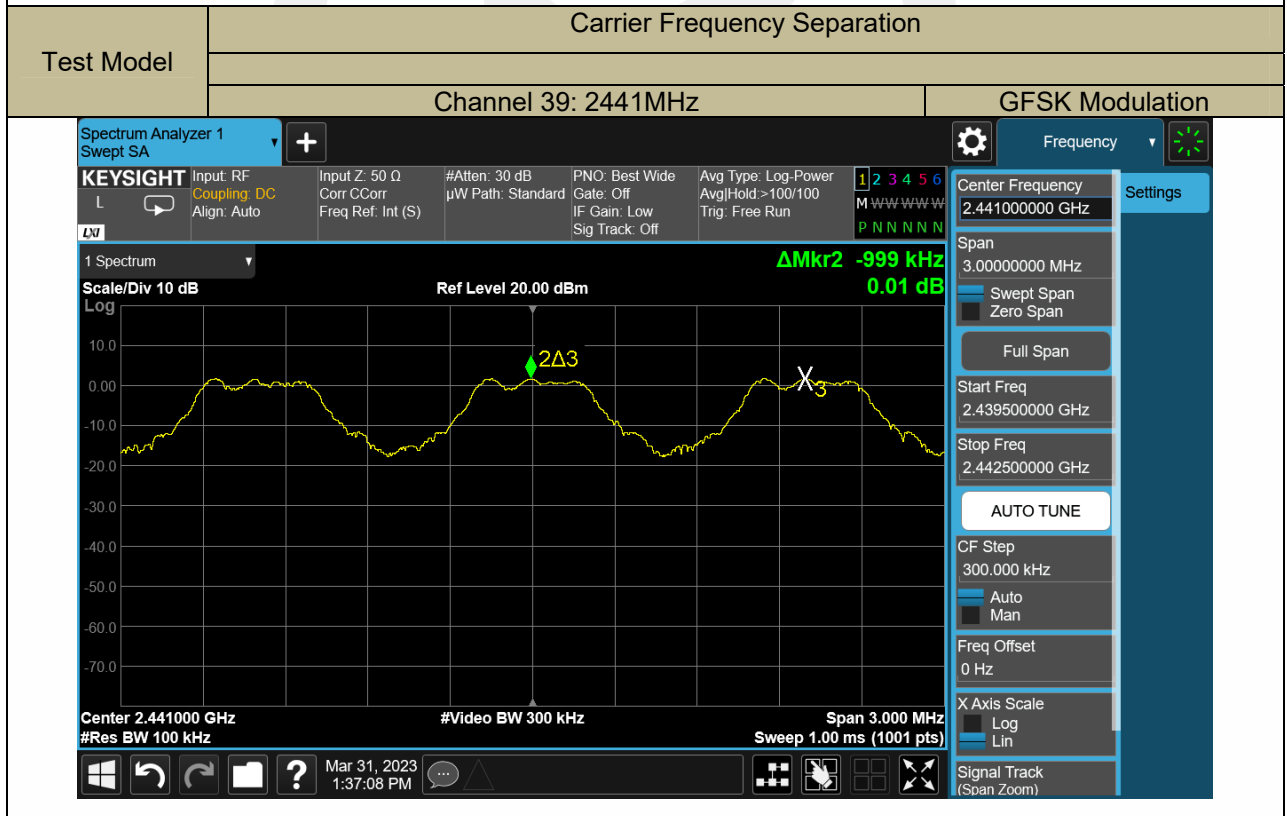 Carrier Frequency Separation
Test Model
Channel 39: 2441MHz
GFSK Modulation
Spectrum Analyzer 1
Swept SA
Frequency
KEYSIGHT
L
LXI
Input: RF
Coupling: DC
Align: Auto
Input Z: 50 Ω
Corr CCorr
Freq Ref: Int (S)
#Atten: 30 dB
µW Path: Standard
PNO: Best Wide
Gate: Off
IF Gain: Low
Sig Track: Off
Avg Type: Log-Power
Avg|Hold:>100/100
Trig: Free Run
1 2 3 4 5 6
M W W W W W
P N N N N N
Center Frequency
2.441000000 GHz
Settings
1 Spectrum
ΔMkr2 -999 kHz
0.01 dB
Scale/Div 10 dB
Ref Level 20.00 dBm
Log
10.0
0.00
-10.0
-20.0
-30.0
-40.0
-50.0
-60.0
-70.0
2Δ3
3
Span
3.00000000 MHz
Swept Span
Zero Span
Full Span
Start Freq
2.439500000 GHz
Stop Freq
2.442500000 GHz
AUTO TUNE
CF Step
300.000 kHz
Auto
Man
Freq Offset
0 Hz
X Axis Scale
Log
Lin
Signal Track
(Span Zoom)
Center 2.441000 GHz
#Video BW 300 kHz
Span 3.000 MHz
#Res BW 100 kHz
Sweep 1.00 ms (1001 pts)
?
Mar 31, 2023
1:37:08 PM